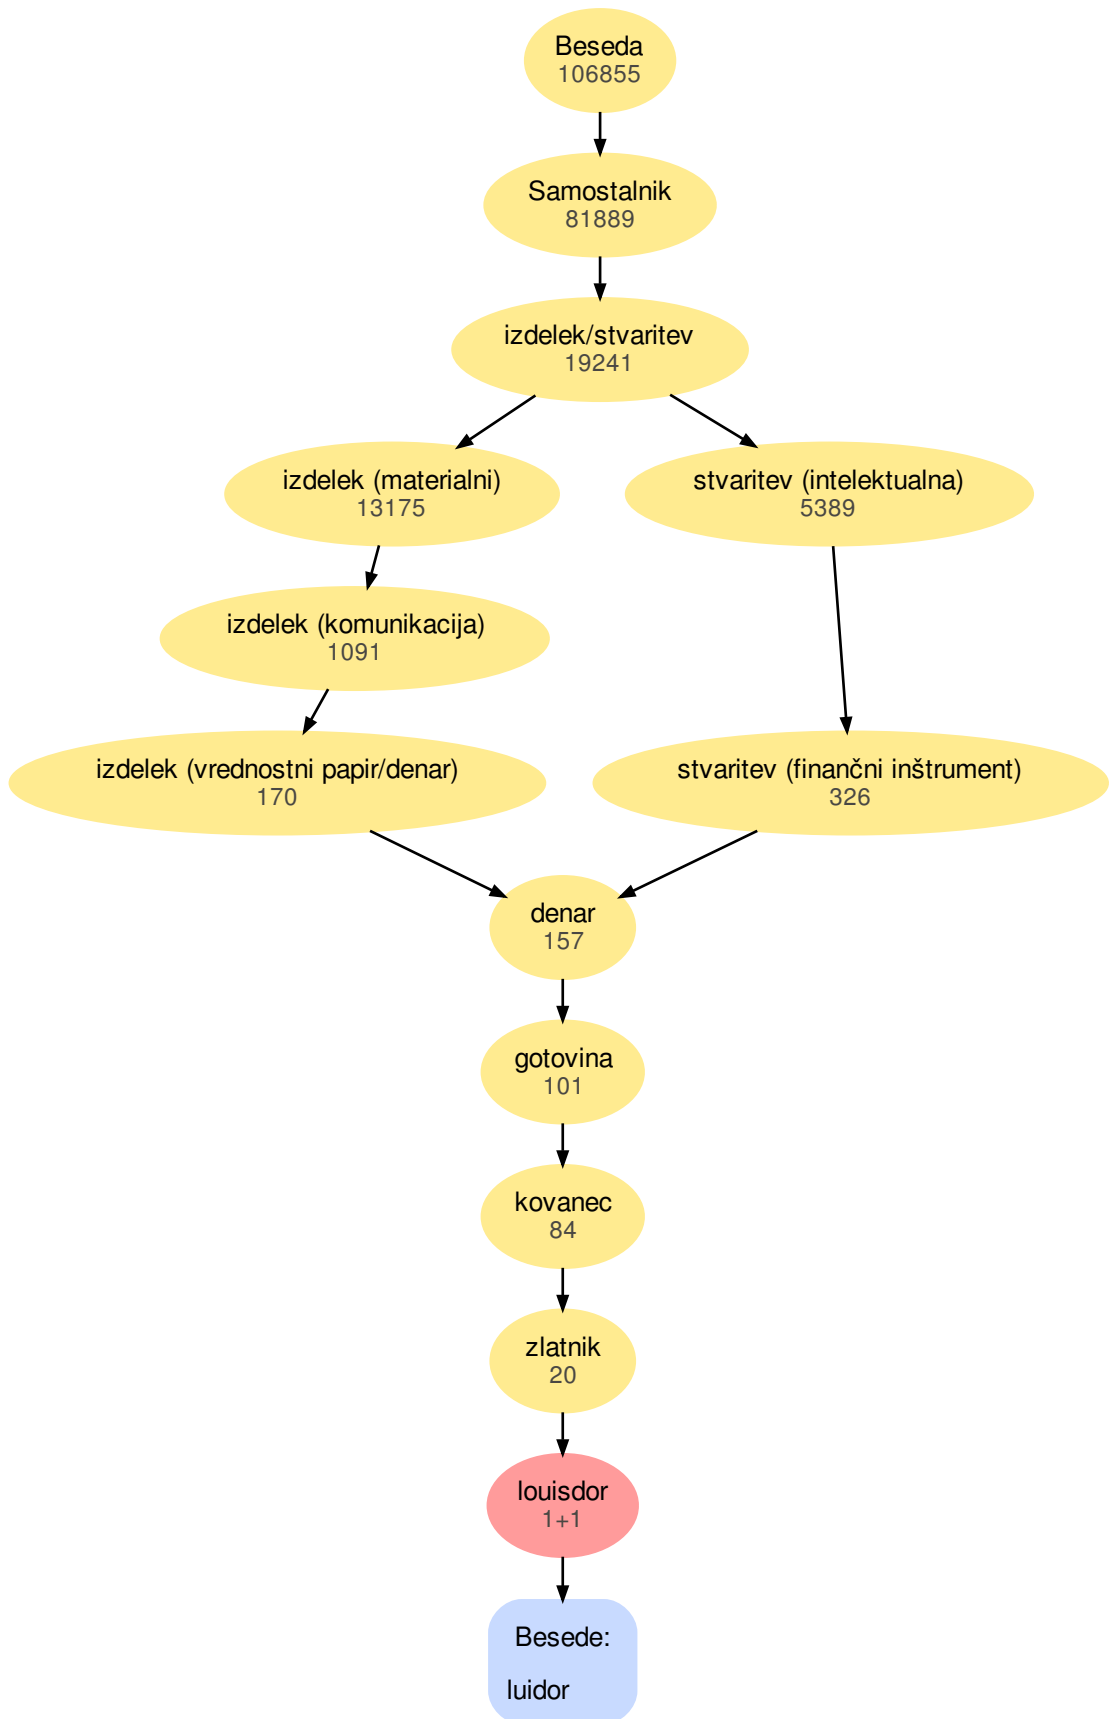 Beseda
106855
Samostalnik
81889
izdelek/stvaritev
19241
izdelek (materialni)
13175
stvaritev (intelektualna)
5389
izdelek (komunikacija)
1091
izdelek (vrednostni papir/denar)
170
stvaritev (finančni inštrument)
326
denar
157
gotovina
101
kovanec
84
zlatnik
20
louisdor
1+1
Besede:
luidor